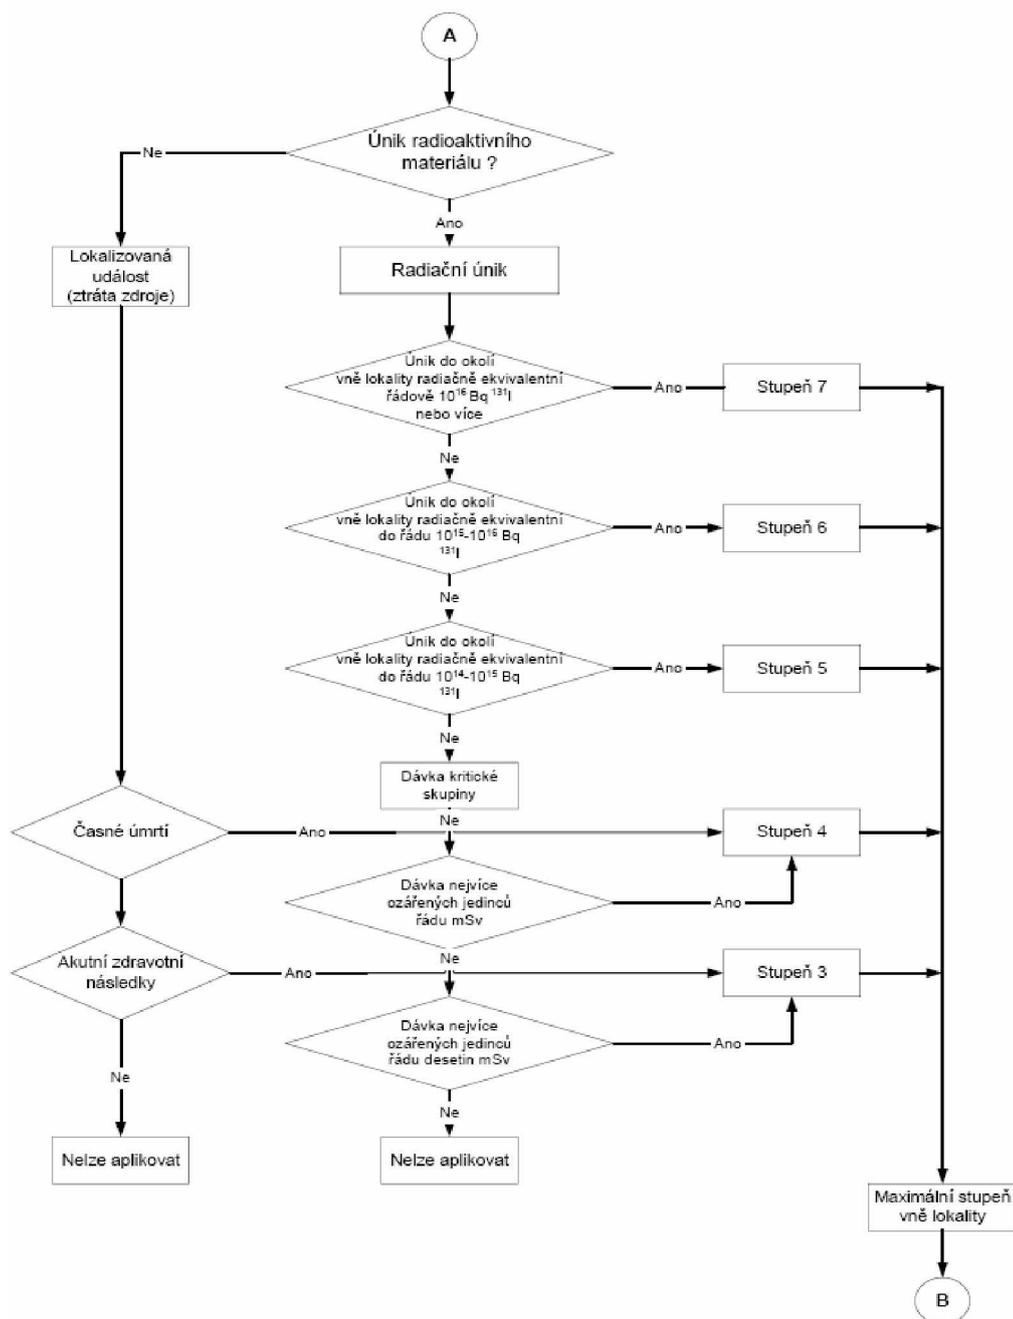 A
Únik radioaktivního
materiálu ?
Ne
Ano
Lokalizovaná
událost
(ztráta zdroje)
Radiační únik
Únik do okolí
vně lokality radiačně ekvivalentní
řádově 10¹⁶ Bq ¹³¹I
nebo více
Ano
Stupeň 7
Ne
Únik do okolí
vně lokality radiačně ekvivalentní
do řádu 10¹⁵-10¹⁶ Bq
¹³¹I
Ano
Stupeň 6
Ne
Únik do okolí
vně lokality radiačně ekvivalentní
do řádu 10¹⁴-10¹⁵ Bq
¹³¹I
Ano
Stupeň 5
Ne
Dávka kritické
skupiny
Ne
Časné úmrtí
Ano
Stupeň 4
Dávka nejvíce
ozářených jedinců
řádu mSv
Ano
Ne
Akutní zdravotní
následky
Ano
Stupeň 3
Dávka nejvíce
ozářených jedinců
řádu desetin mSv
Ano
Ne
Ne
Nelze aplikovat
Nelze aplikovat
Maximální stupeň
vně lokality
B